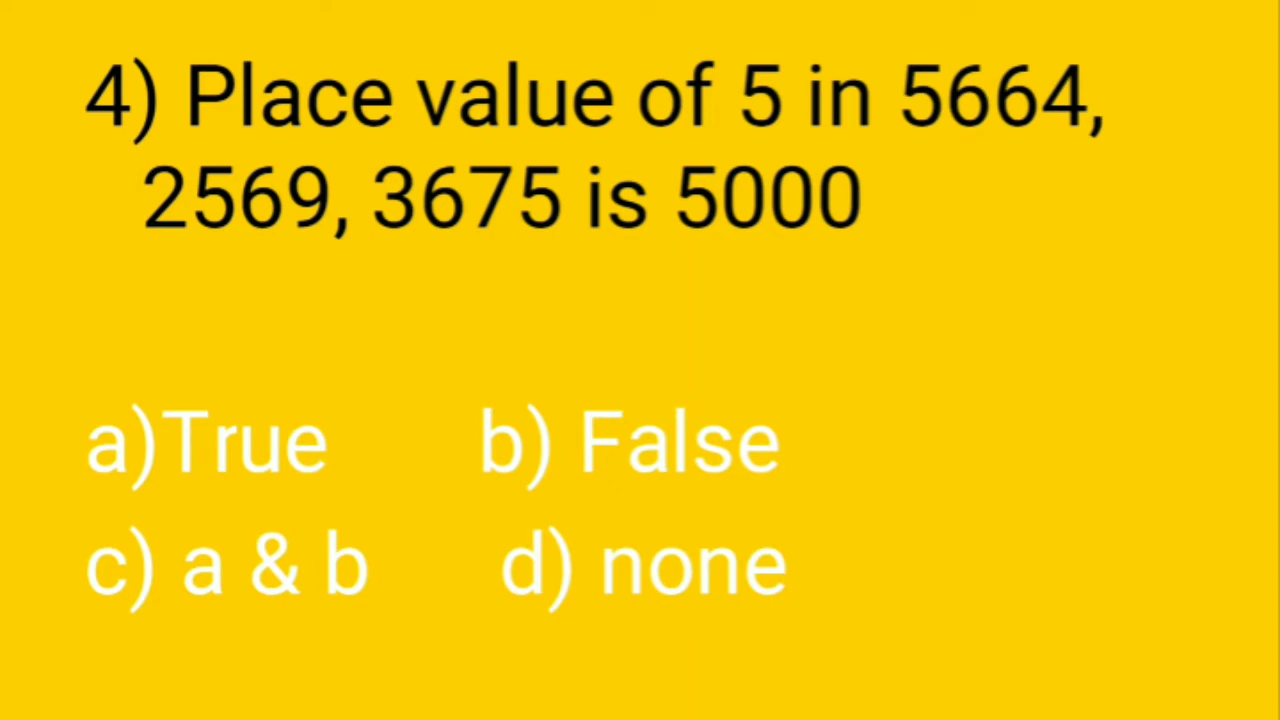 4) Place value of 5 in 5664,
2569, 3675 is 5000
a)True b) False
c) a & b d) none